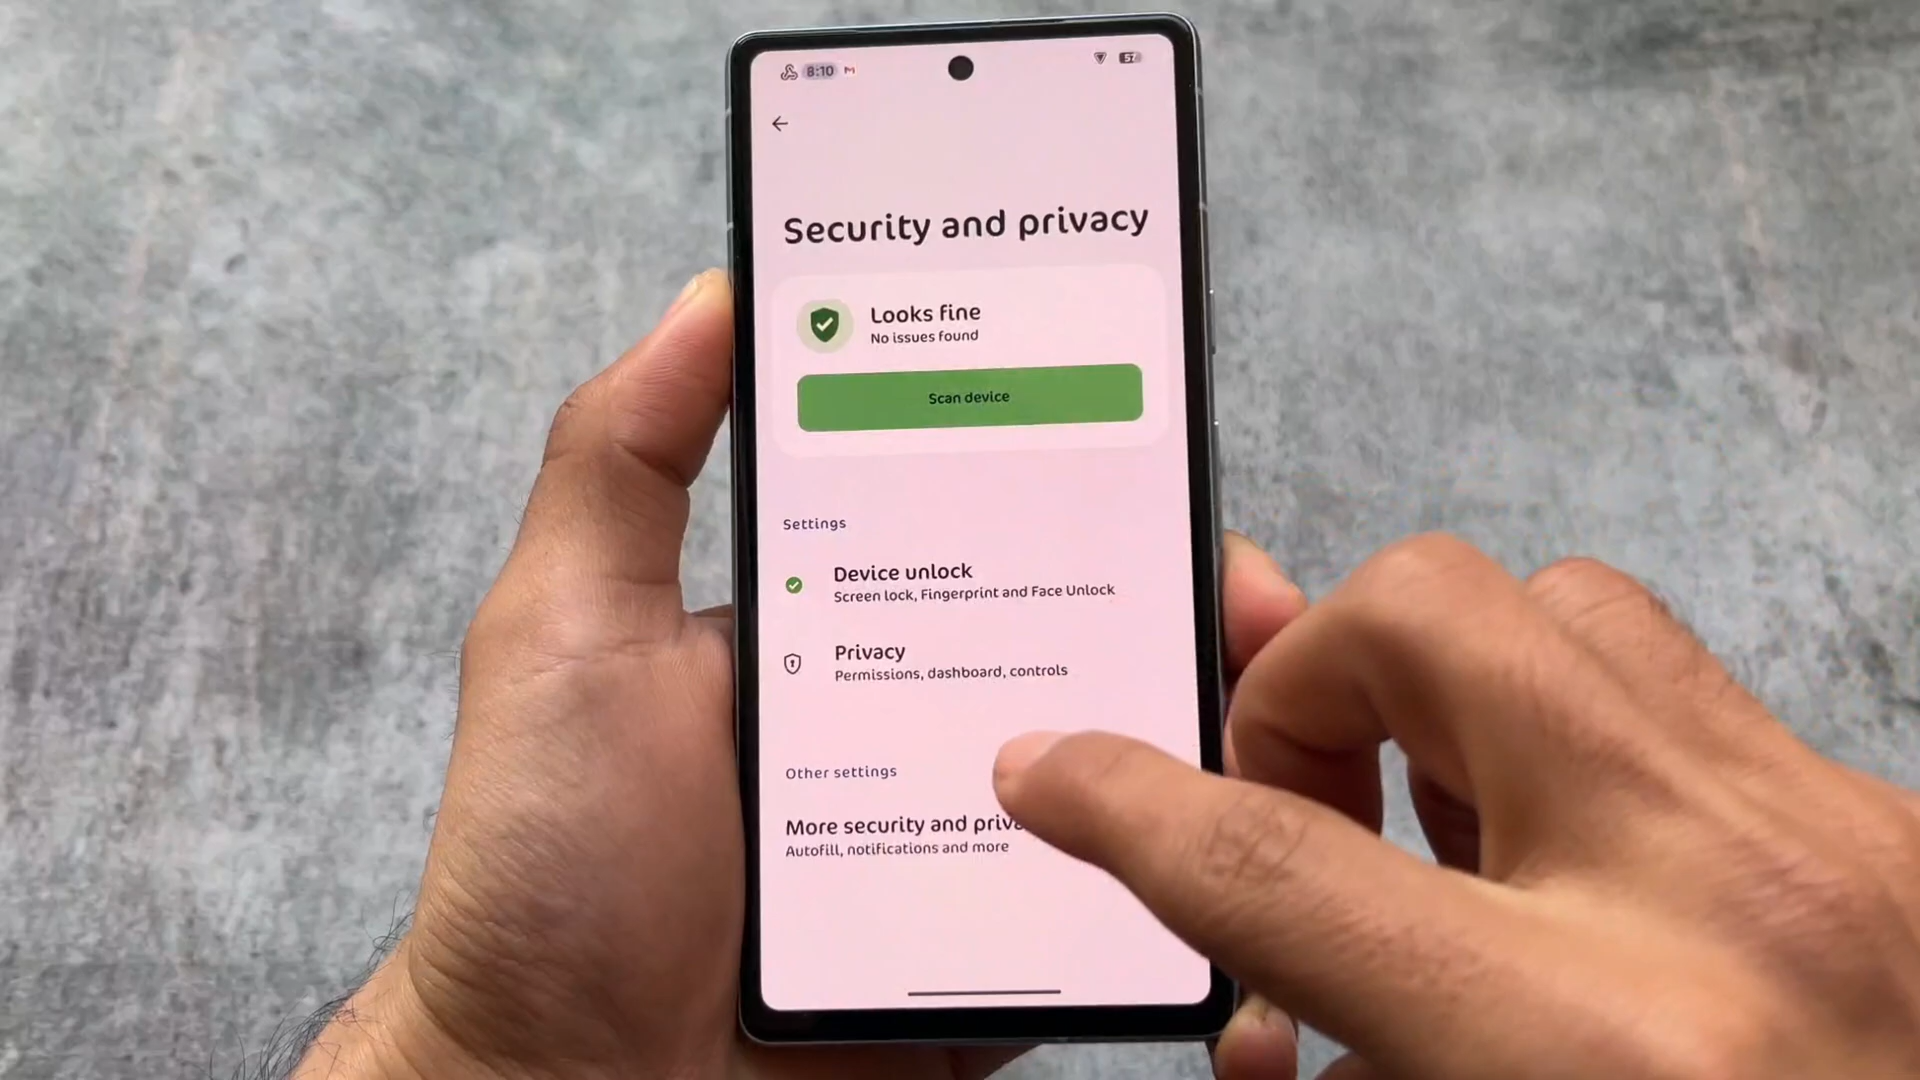 8:10
57
Security and privacy
Looks fine
No issues found
Scan device
Settings
Device unlock
Screen lock, Fingerprint and Face Unlock
Privacy
Permissions, dashboard, controls
Other settings
More security and priva
Autofill, notifications and more